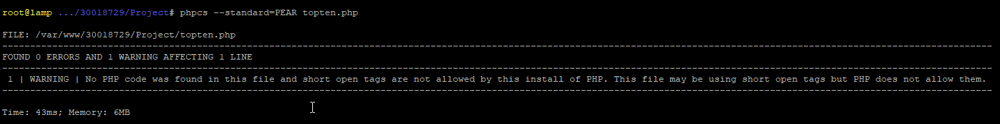 root@lamp .../30018729/Project# phpcs --standard=PEAR topten.php
FILE: /var/www/30018729/Project/topten.php
--------------------------------------------------------------------------------------------------------------------------------------------------------------------------------
FOUND 0 ERRORS AND 1 WARNING AFFECTING 1 LINE
--------------------------------------------------------------------------------------------------------------------------------------------------------------------------------
1 | WARNING | No PHP code was found in this file and short open tags are not allowed by this install of PHP. This file may be using short open tags but PHP does not allow them.
--------------------------------------------------------------------------------------------------------------------------------------------------------------------------------
Time: 43ms; Memory: 6MB